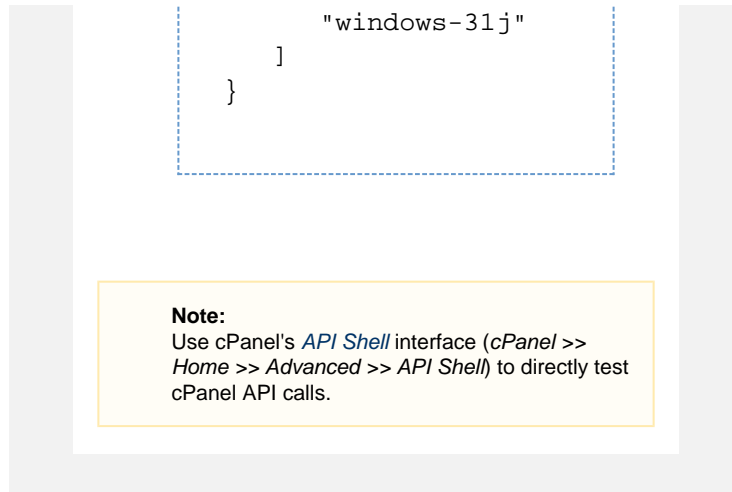 "windows-31j"
]
}
Note:
Use cPanel's API Shell interface (cPanel >>
Home >> Advanced >> API Shell) to directly test
cPanel API calls.